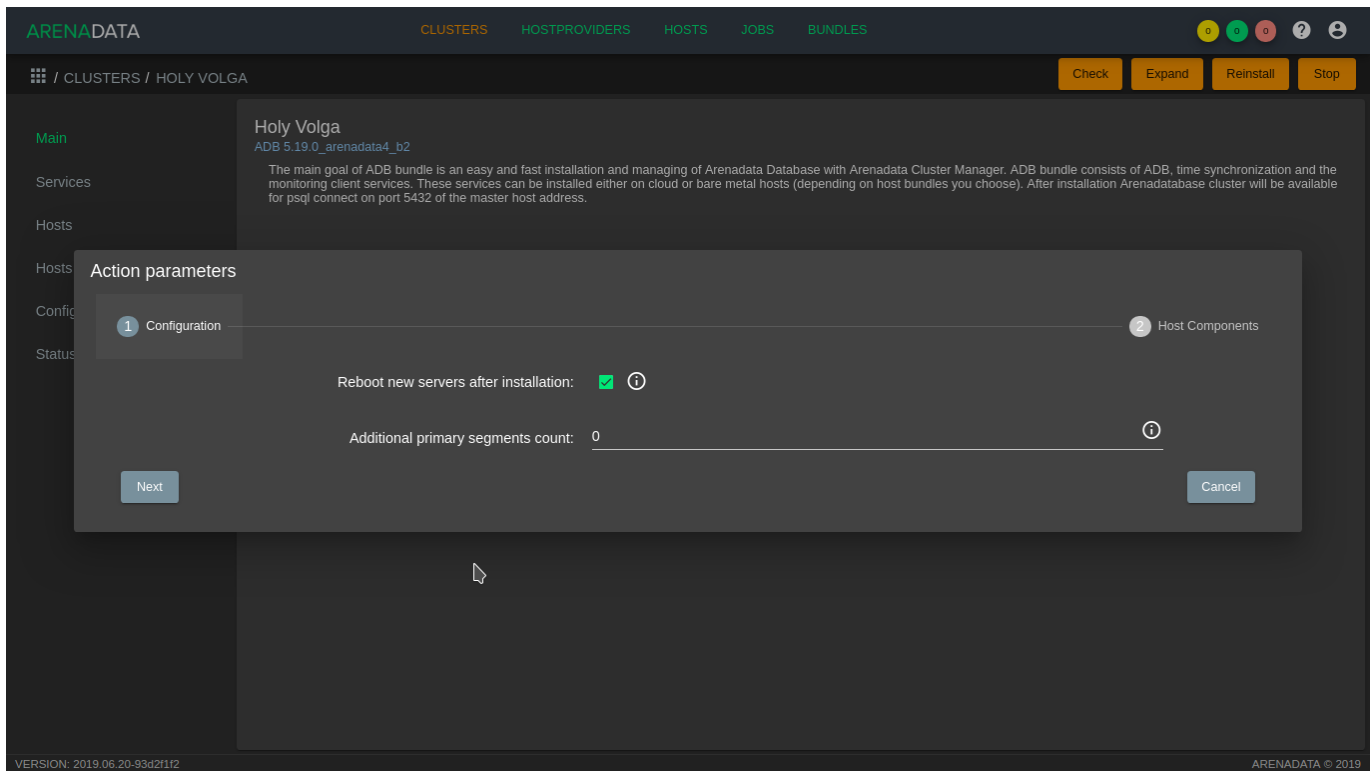 ARENADATA CLUSTERS HOSTPROVIDERS HOSTS JOBS BUNDLES 0 0 0
/ CLUSTERS / HOLY VOLGA Check Expand Reinstall Stop
Main
Services
Hosts
Hosts
Config
Status
Holy Volga
ADB 5.19.0_arenadata4_b2
The main goal of ADB bundle is an easy and fast installation and managing of Arenadata Database with Arenadata Cluster Manager. ADB bundle consists of ADB, time synchronization and the
monitoring client services. These services can be installed either on cloud or bare metal hosts (depending on host bundles you choose). After installation Arenadatabase cluster will be available
for psql connect on port 5432 of the master host address.
Action parameters
1 Configuration 2 Host Components
Reboot new servers after installation:
Additional primary segments count: 0
Next Cancel
VERSION: 2019.06.20-93d2f1f2 ARENADATA © 2019